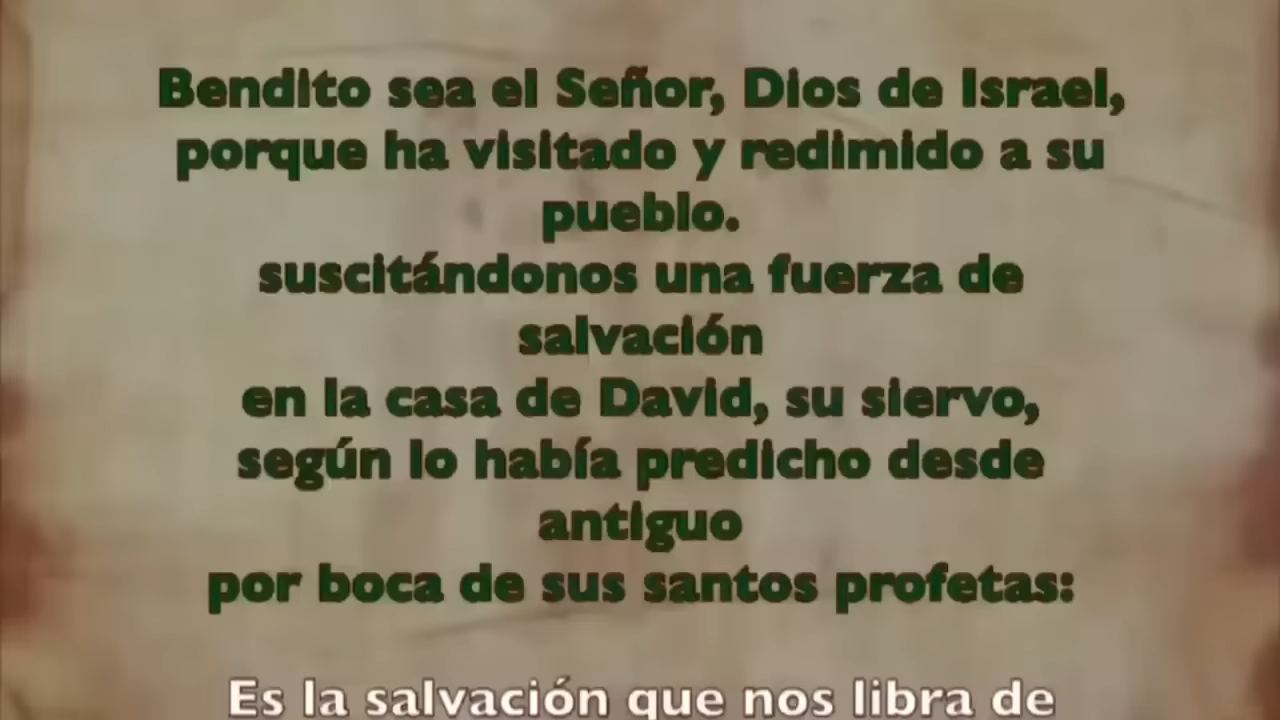 Bendito sea el Señor, Dios de Israel,
porque ha visitado y redimido a su
pueblo.
suscitándonos una fuerza de
salvación
en la casa de David, su siervo,
según lo había predicho desde
antiguo
por boca de sus santos profetas:
Es la salvación que nos libra de